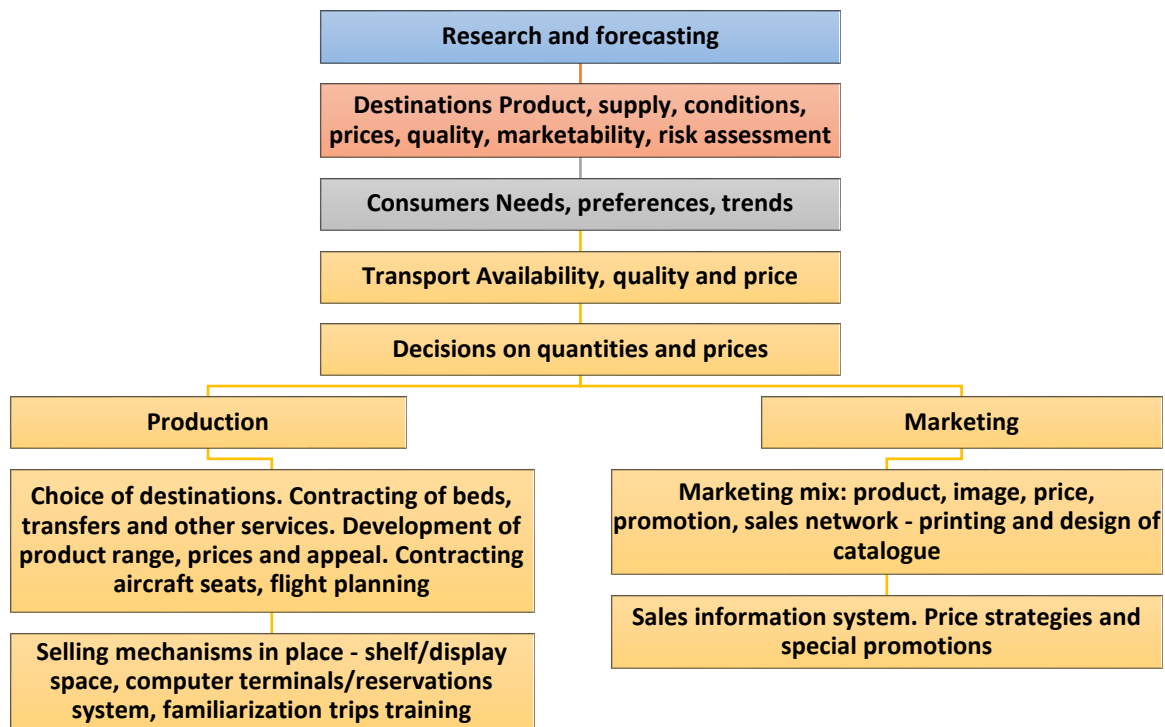 Research and forecasting
Destinations Product, supply, conditions,
prices, quality, marketability, risk assessment
Consumers Needs, preferences, trends
Transport Availability, quality and price
Decisions on quantities and prices
Production
Choice of destinations. Contracting of beds,
transfers and other services. Development of
product range, prices and appeal. Contracting
aircraft seats, flight planning
Selling mechanisms in place - shelf/display
space, computer terminals/reservations
system, familiarization trips training
Marketing
Marketing mix: product, image, price,
promotion, sales network - printing and design of
catalogue
Sales information system. Price strategies and
special promotions